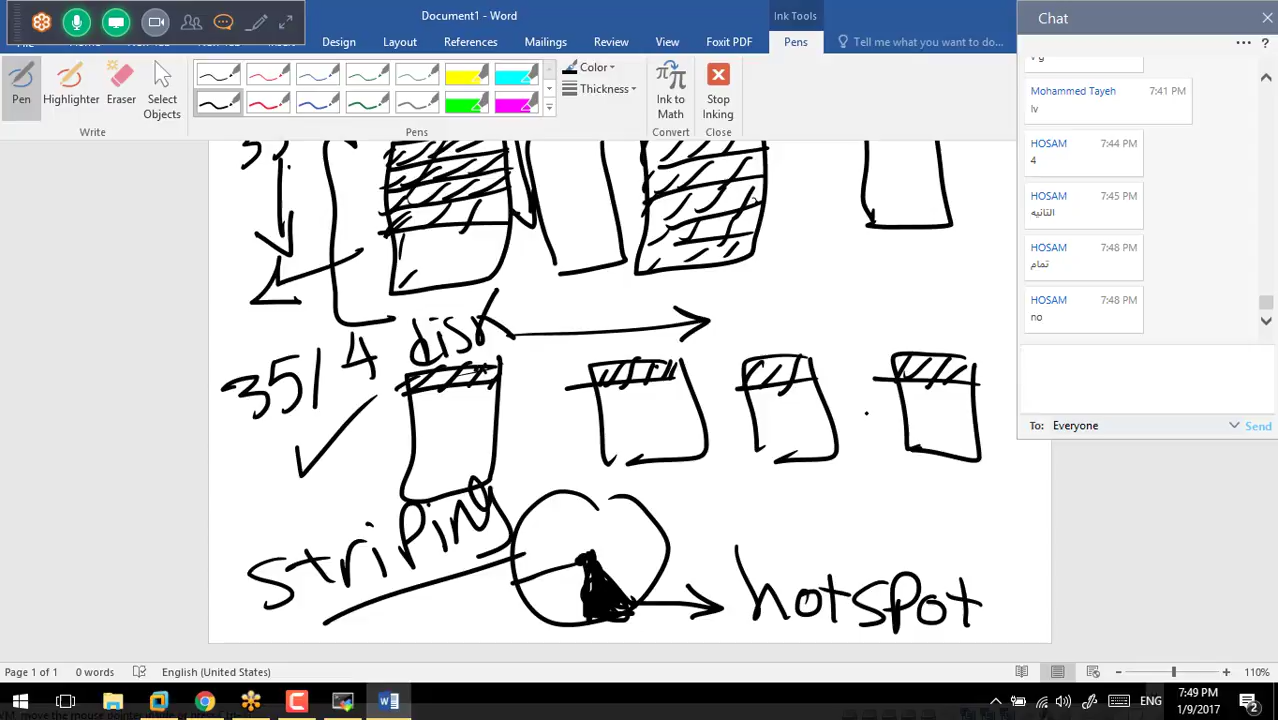 Document1 - Word
Ink Tools
Chat
Design
Layout
References
Mailings
Review
View
Foxit PDF
Pens
Tell me what you want to do...
Pen
Highlighter
Eraser
Select
Objects
Color
Thickness
Ink to
Math
Stop
Inking
Write
Pens
Convert
Close
Mohammed Tayeh 7:41 PM
lv
HOSAM 7:44 PM
4
HOSAM 7:45 PM
التانيه
HOSAM 7:48 PM
تمام
HOSAM 7:48 PM
no
To: Everyone
Send
35/4 disk
striping
hotspot
Page 1 of 1
0 words
English (United States)
110%
ENG
7:49 PM
1/9/2017
2